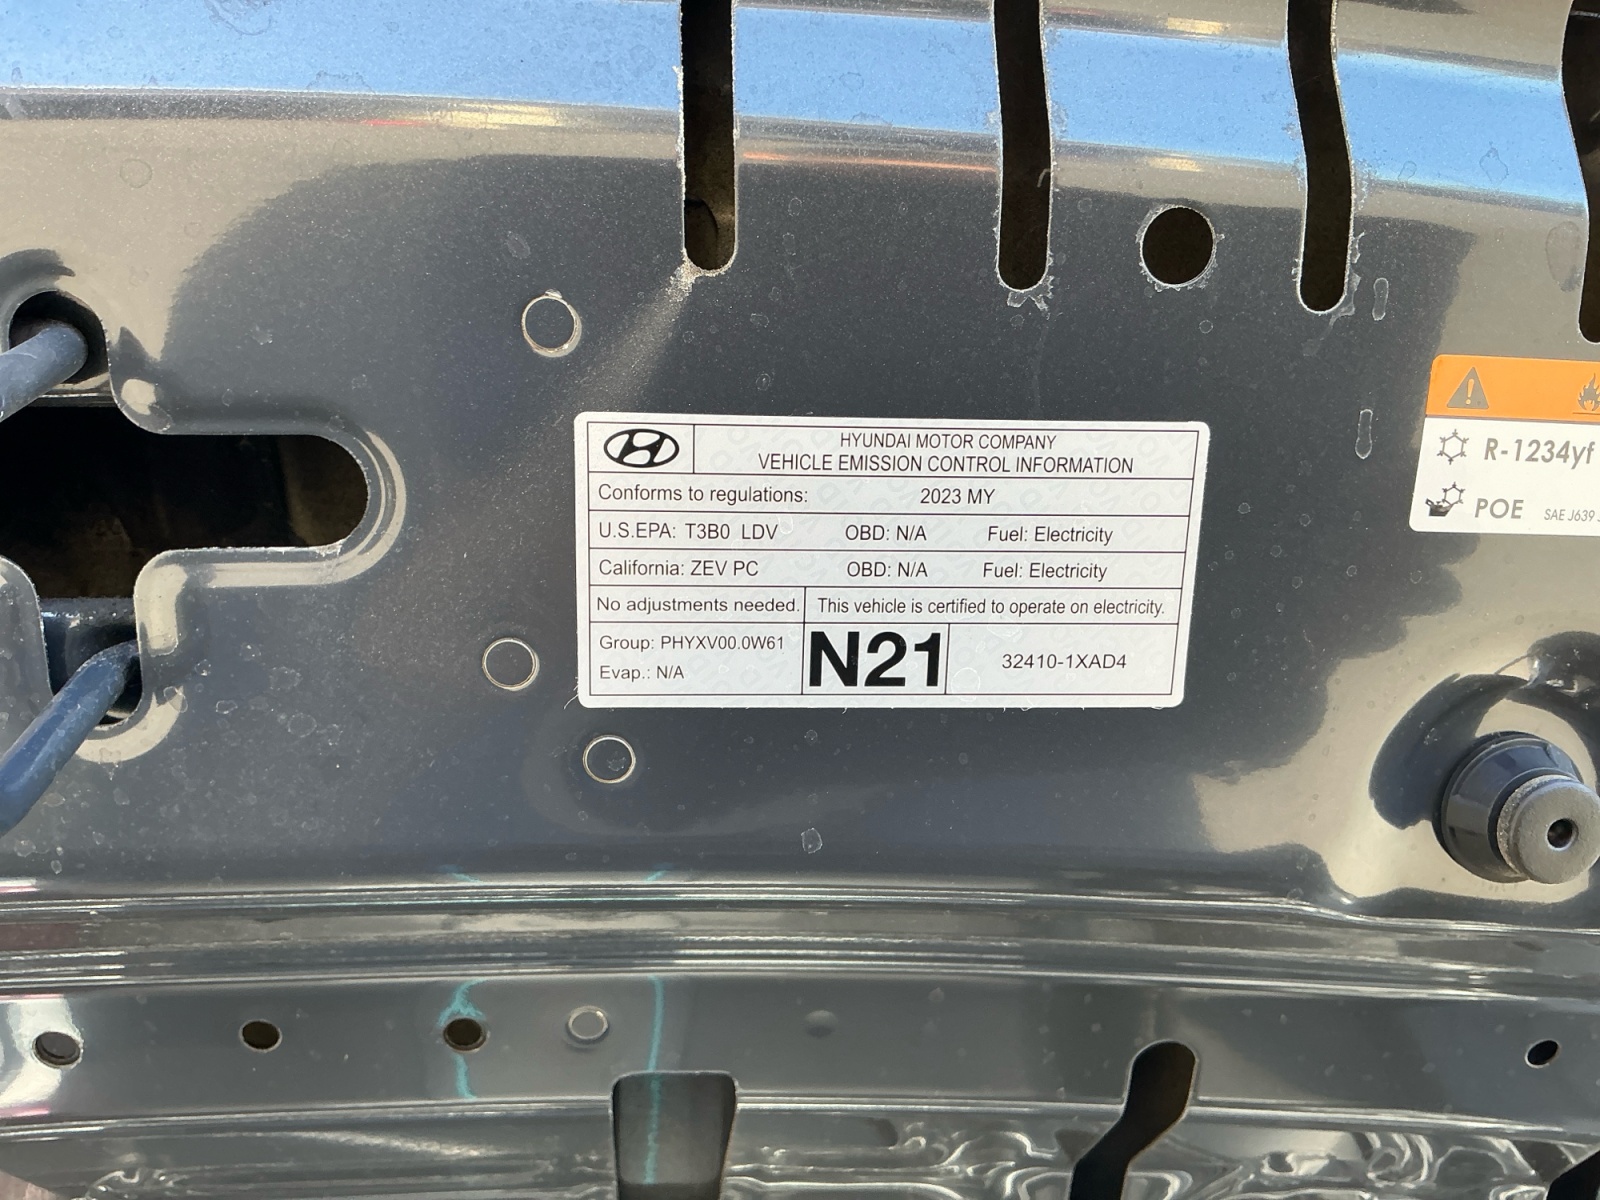 HYUNDAI MOTOR COMPANY
VEHICLE EMISSION CONTROL INFORMATION
Conforms to regulations: 2023 MY
U.S.EPA: T3B0 LDV OBD: N/A Fuel: Electricity
California: ZEV PC OBD: N/A Fuel: Electricity
No adjustments needed. This vehicle is certified to operate on electricity.
Group: PHYXV00.0W61
Evap.: N/A
N21
32410-1XAD4
R-1234yf
POE SAE J639